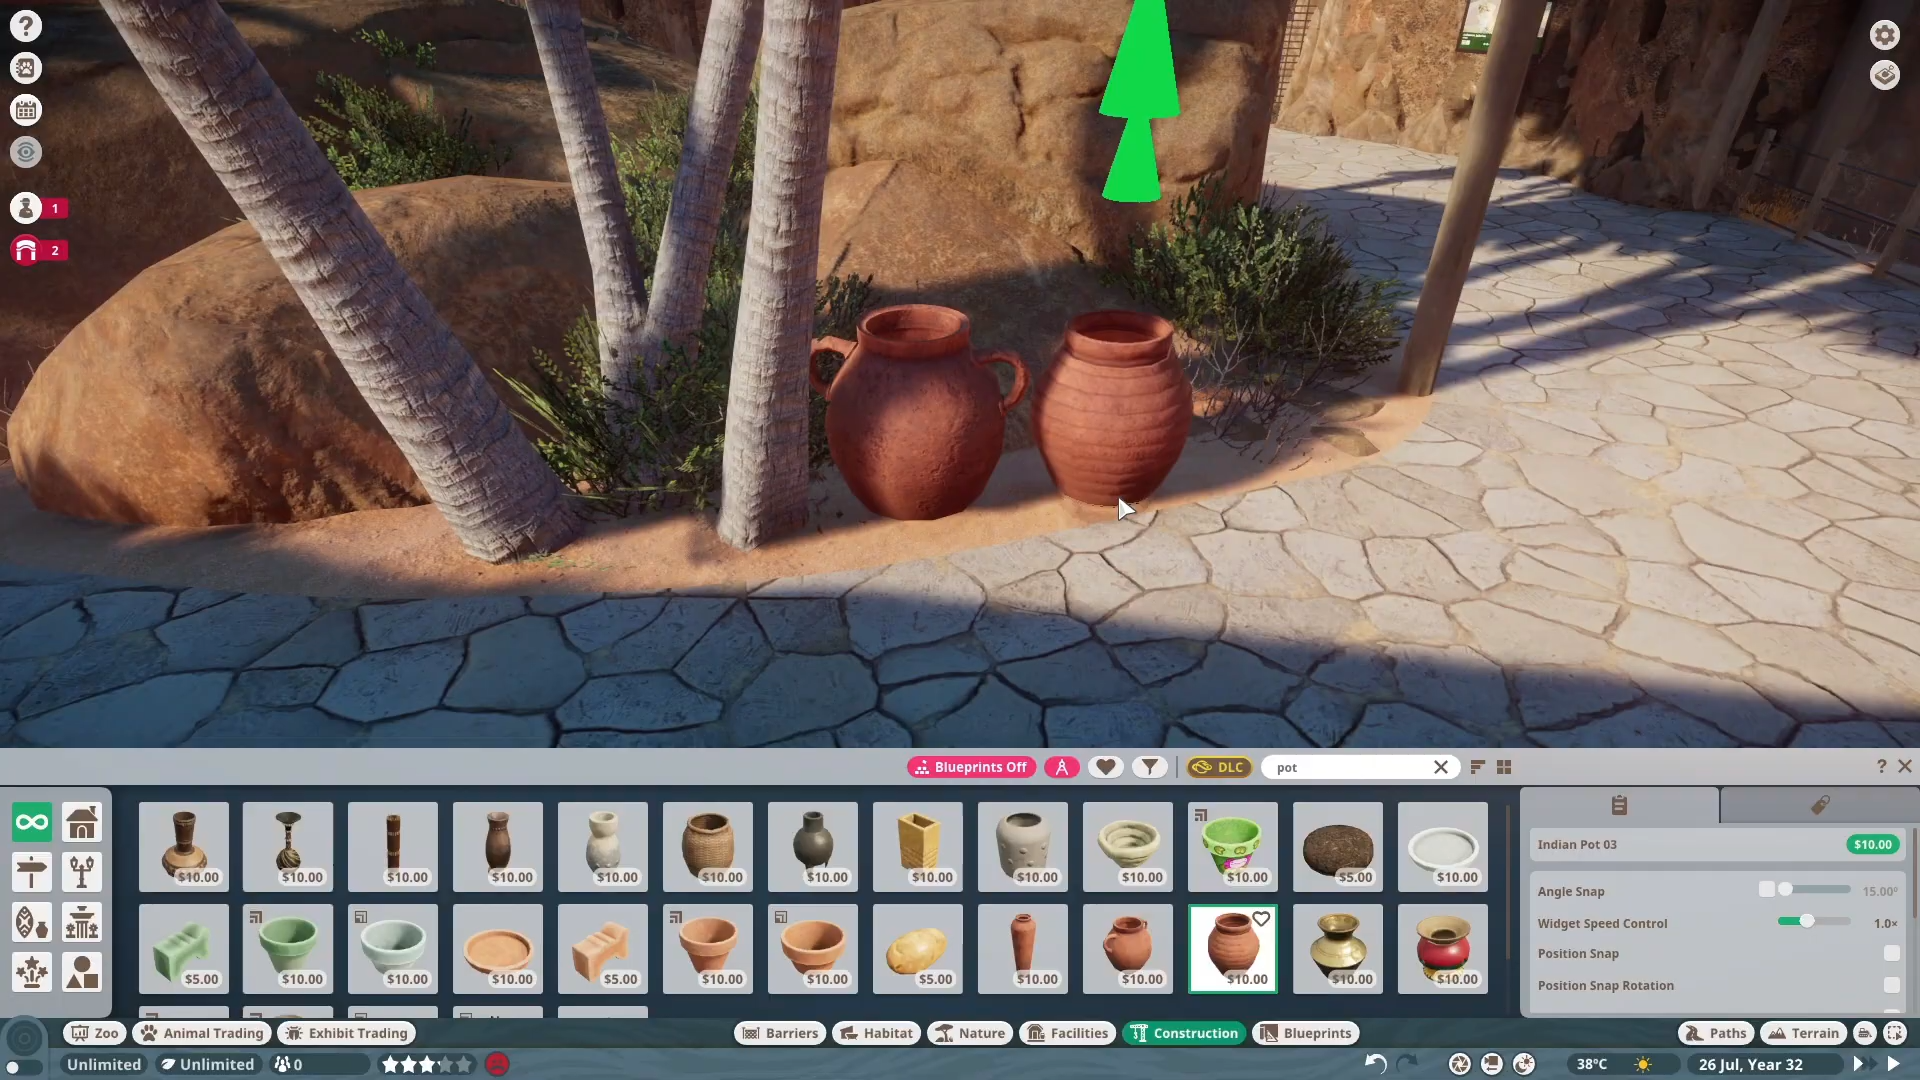 ?
1
2
Blueprints Off
DLC
pot
?
$10.00
$10.00
$10.00
$10.00
$10.00
$10.00
$10.00
$10.00
$10.00
$10.00
$10.00
$5.00
$10.00
$5.00
$10.00
$10.00
$10.00
$5.00
$10.00
$10.00
$5.00
$10.00
$10.00
$10.00
$10.00
$10.00
Indian Pot 03
$10.00
Angle Snap
15.00°
Widget Speed Control
1.0×
Position Snap
Position Snap Rotation
Zoo
Animal Trading
Exhibit Trading
Barriers
Habitat
Nature
Facilities
Construction
Blueprints
Paths
Terrain
Unlimited
Unlimited
0
38°C
26 Jul, Year 32